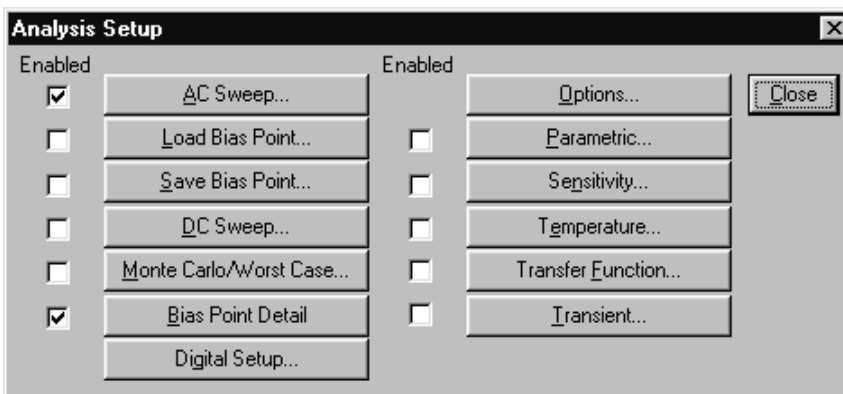 Analysis Setup
Enabled
AC Sweep...
Load Bias Point...
Save Bias Point...
DC Sweep...
Monte Carlo/Worst Case...
Bias Point Detail
Digital Setup...
Enabled
Options...
Parametric...
Sensitivity...
Temperature...
Transfer Function...
Transient...
Close